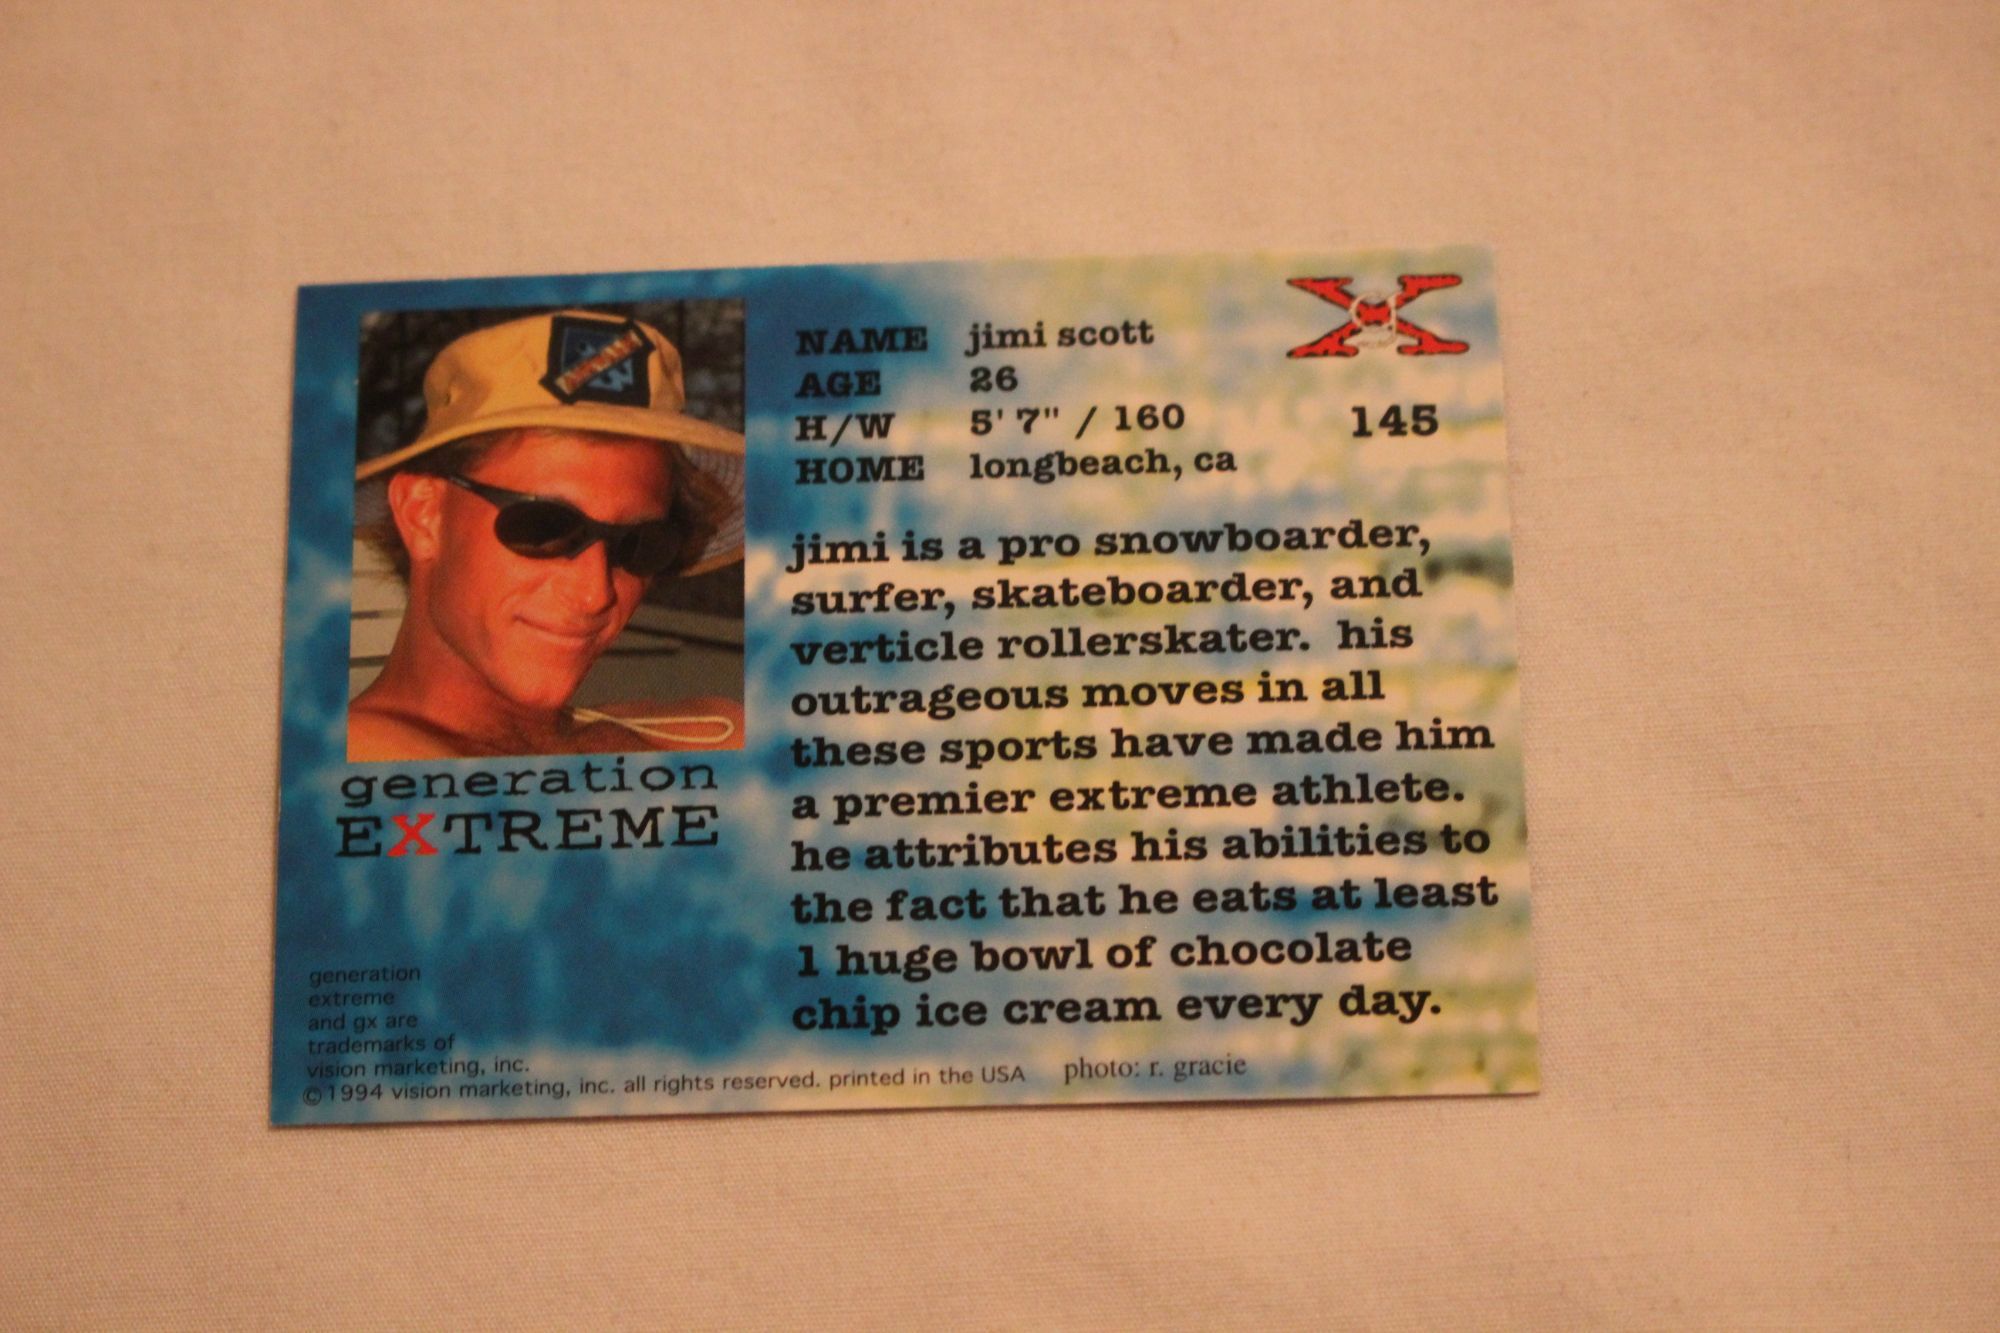 NAME jimi scott
AGE 26
H/W 5' 7" / 160
HOME longbeach, ca
145
jimi is a pro snowboarder,
surfer, skateboarder, and
verticle rollerskater. his
outrageous moves in all
these sports have made him
a premier extreme athlete.
he attributes his abilities to
the fact that he eats at least
1 huge bowl of chocolate
chip ice cream every day.
generation
EXTREME
generation
extreme
and gx are
trademarks of
vision marketing, inc.
©1994 vision marketing, inc. all rights reserved. printed in the USA photo: r. gracie